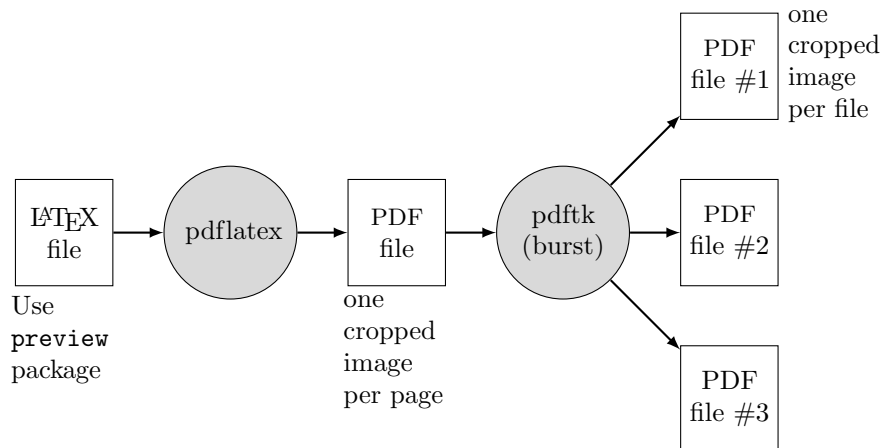 LATEX
file
Use
preview
package
pdflatex
PDF
file
one
cropped
image
per page
pdftk
(burst)
PDF
file #1
one
cropped
image
per file
PDF
file #2
PDF
file #3